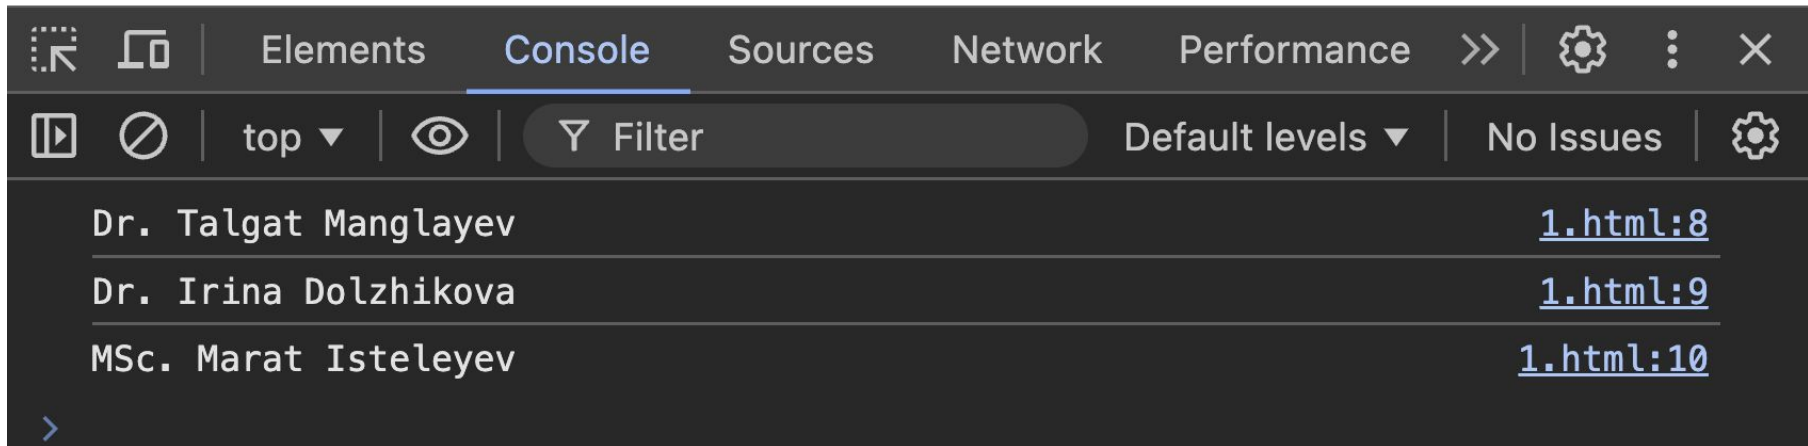 Elements Console Sources Network Performance
top Filter Default levels No Issues
Dr. Talgat Manglayev 1.html:8
Dr. Irina Dolzhikova 1.html:9
MSc. Marat Isteleyev 1.html:10